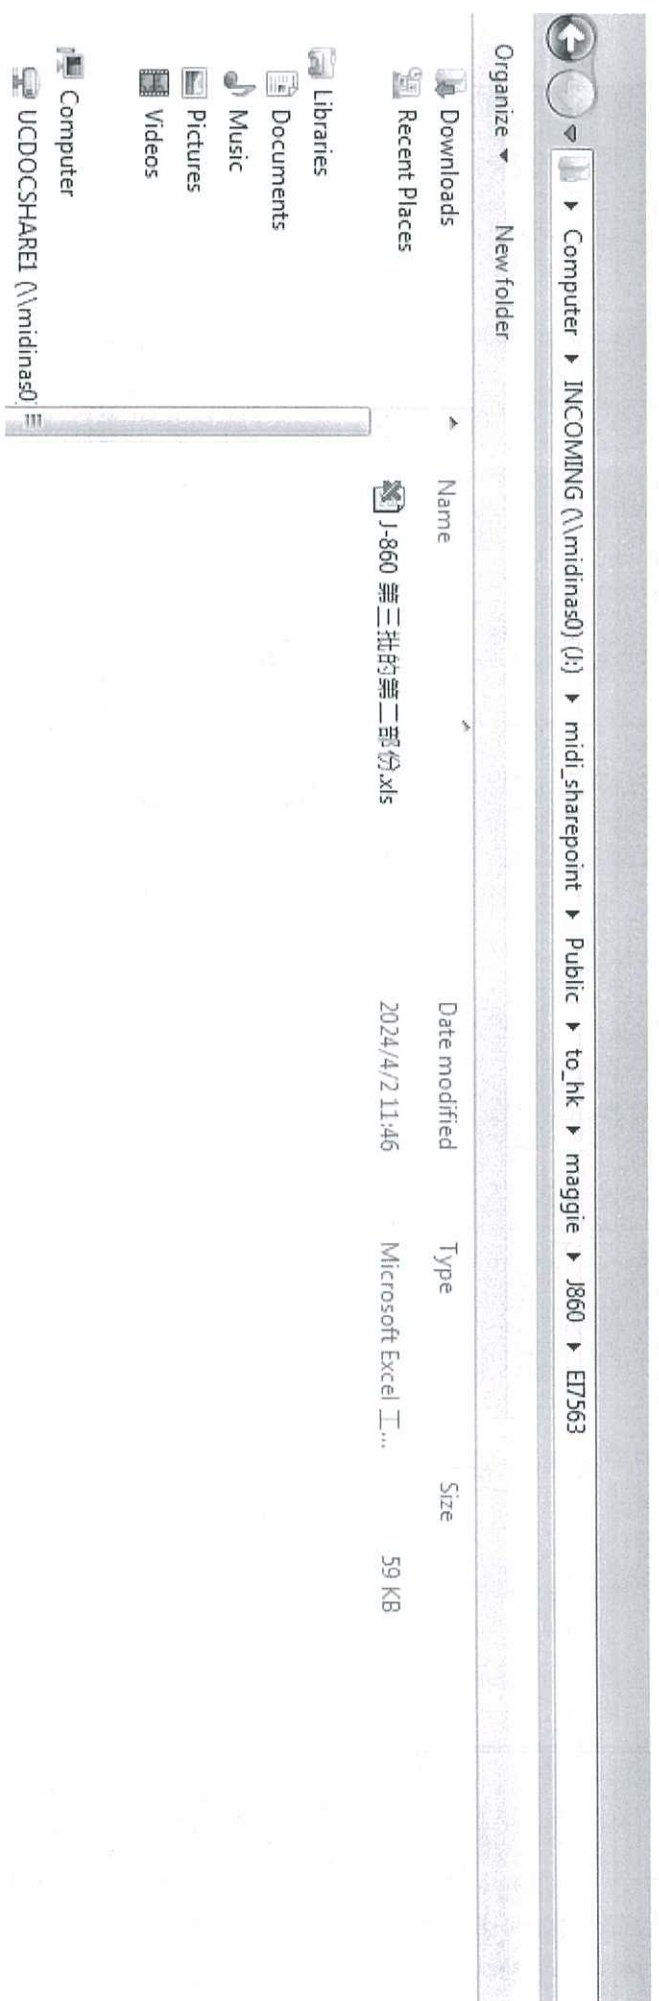 ▸ Computer ▸ INCOMING (\\midinas0) (J:) ▸ midi_sharepoint ▸ Public ▸ to_hk ▸ maggie ▸ J860 ▸ EI7563
Organize ▾ New folder
Downloads
Recent Places
Libraries
Documents
Music
Pictures
Videos
Computer
UCDOCSHARE1 (\\midinas0)
Name Date modified Type Size
J-860 第三批的第二部份.xls 2024/4/2 11:46 Microsoft Excel 工... 59 KB